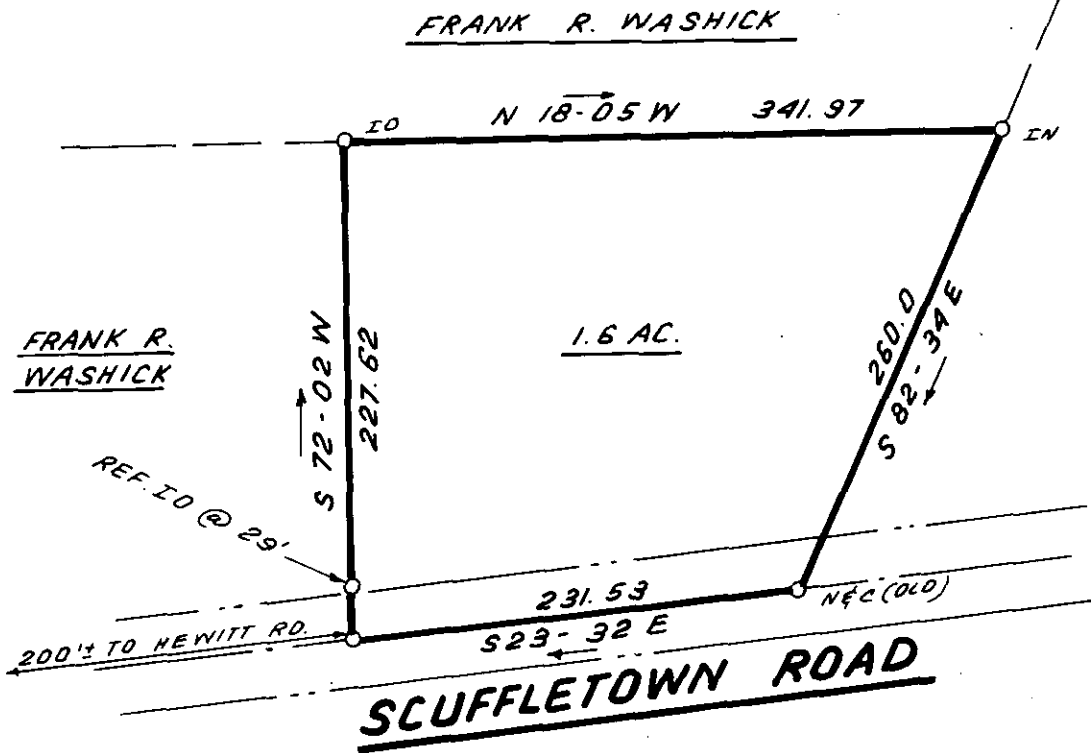 FRANK R. WASHICK
IO
N 18-05 W 341.97
IN
FRANK R.
WASHICK
S 72-02 W
227.62
1.6 AC.
260.0
S 82-34 E
REF. IO @ 29'
231.53
S 23-32 E
N&C (OLD)
200'± TO HEWITT RD.
SCUFFLETOWN ROAD